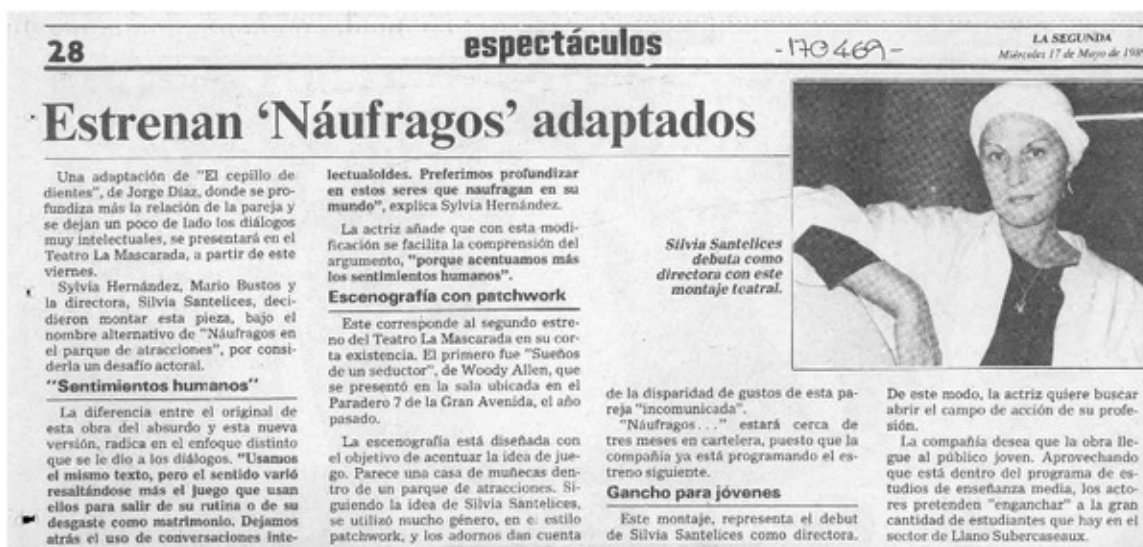 28
espectáculos
-170469-
LA SEGUNDA
Miércoles 17 de Mayo de 198
Estrenan ‘Náufragos’ adaptados
Una adaptación de "El cepillo de
dientes", de Jorge Díaz, donde se pro-
fundiza más la relación de la pareja y
se dejan un poco de lado los diálogos
muy intelectuales, se presentará en el
Teatro La Mascarada, a partir de este
viernes.
Sylvia Hernández, Mario Bustos y
la directora, Silvia Santelices, deci-
dieron montar esta pieza, bajo el
nombre alternativo de "Náufragos en
el parque de atracciones", por consi-
derla un desafío actoral.
"Sentimientos humanos"
La diferencia entre el original de
esta obra del absurdo y esta nueva
versión, radica en el enfoque distinto
que se le dio a los diálogos. "Usamos
el mismo texto, pero el sentido varió
resaltándose más el juego que usan
ellos para salir de su rutina o de su
desgaste como matrimonio. Dejamos
atrás el uso de conversaciones inte-
lectualoides. Preferimos profundizar
en estos seres que naufragan en su
mundo", explica Sylvia Hernández.
La actriz añade que con esta modi-
ficación se facilita la comprensión del
argumento, "porque acentuamos más
los sentimientos humanos".
Escenografía con patchwork
Este corresponde al segundo estre-
no del Teatro La Mascarada en su cor-
ta existencia. El primero fue "Sueños
de un seductor", de Woody Allen, que
se presentó en la sala ubicada en el
Paradero 7 de la Gran Avenida, el año
pasado.
La escenografía está diseñada con
el objetivo de acentuar la idea de jue-
go. Parece una casa de muñecas den-
tro de un parque de atracciones. Si-
guiendo la idea de Silvia Santelices,
se utilizó mucho género, en el estilo
patchwork, y los adornos dan cuenta
Silvia Santelices
debuta como
directora con este
montaje teatral.
de la disparidad de gustos de esta pa-
reja "incomunicada".
"Náufragos..." estará cerca de
tres meses en cartelera, puesto que la
compañía ya está programando el es-
treno siguiente.
Gancho para jóvenes
Este montaje, representa el debut
de Silvia Santelices como directora.
De este modo, la actriz quiere buscar
abrir el campo de acción de su profe-
sión.
La compañía desea que la obra lle-
gue al público joven. Aprovechando
que está dentro del programa de es-
tudios de enseñanza media, los acto-
res pretenden "enganchar" a la gran
cantidad de estudiantes que hay en el
sector de Llano Subercaseaux.